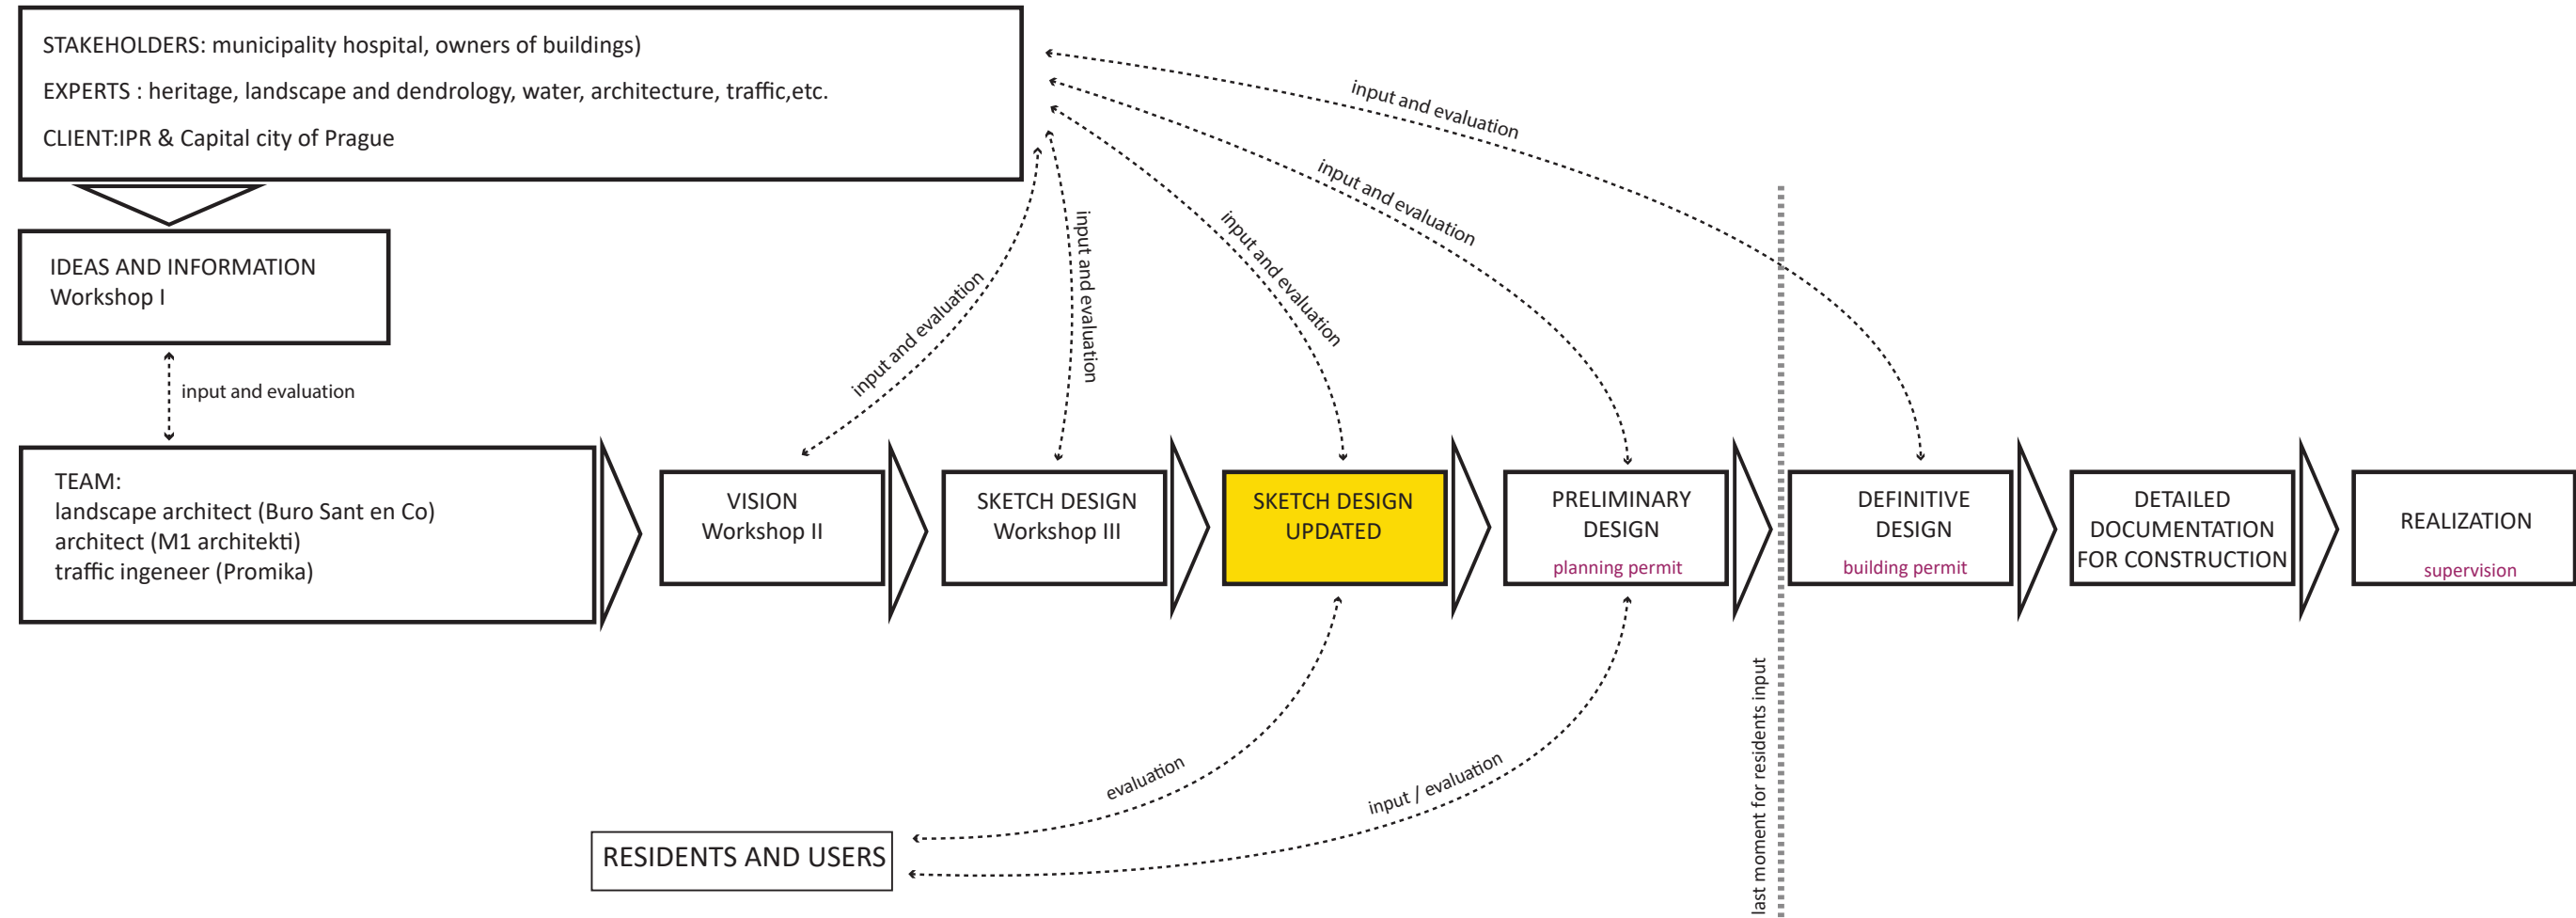 STAKEHOLDERS: municipality hospital, owners of buildings)
EXPERTS : heritage, landscape and dendrology, water, architecture, traffic,etc.
CLIENT:IPR & Capital city of Prague
IDEAS AND INFORMATION
Workshop I
input and evaluation
input and evaluation
input and evaluation
input and evaluation
input and evaluation
input and evaluation
TEAM:
landscape architect (Buro Sant en Co)
architect (M1 architekti)
traffic ingeneer (Promika)
VISION
Workshop II
SKETCH DESIGN
Workshop III
SKETCH DESIGN
UPDATED
PRELIMINARY
DESIGN
planning permit
DEFINITIVE
DESIGN
building permit
DETAILED
DOCUMENTATION
FOR CONSTRUCTION
REALIZATION
supervision
evaluation
input / evaluation
last moment for residents input
RESIDENTS AND USERS